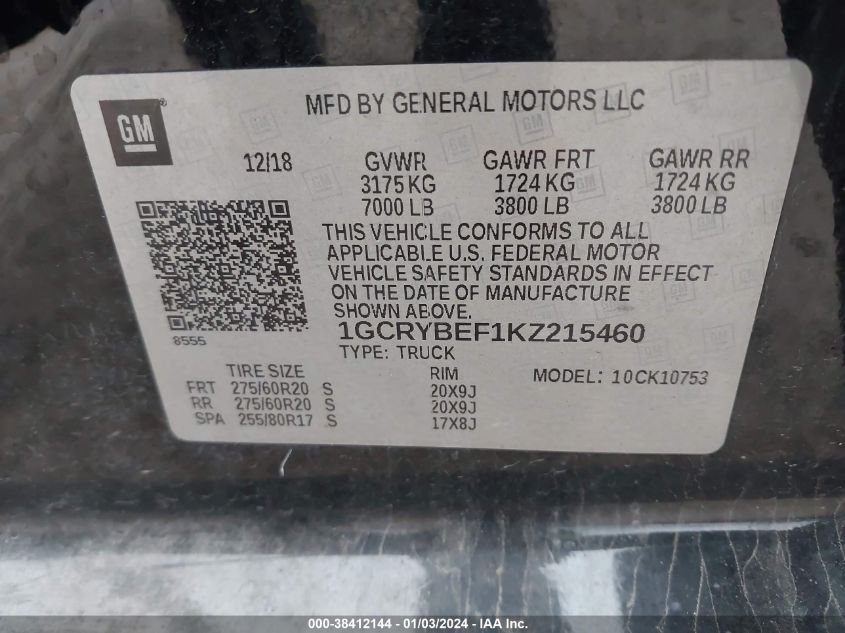 GM ®
MFD BY GENERAL MOTORS LLC
12/18 GVWR GAWR FRT GAWR RR
3175 KG 1724 KG 1724 KG
7000 LB 3800 LB 3800 LB
THIS VEHICLE CONFORMS TO ALL
APPLICABLE U.S. FEDERAL MOTOR
VEHICLE SAFETY STANDARDS IN EFFECT
ON THE DATE OF MANUFACTURE
SHOWN ABOVE.
8555
1GCRYBEF1KZ215460
TYPE: TRUCK
TIRE SIZE RIM MODEL: 10CK10753
FRT 275/60R20 S 20X9J
RR 275/60R20 S 20X9J
SPA 255/80R17 S 17X8J
000-38412144 - 01/03/2024 - IAA Inc.